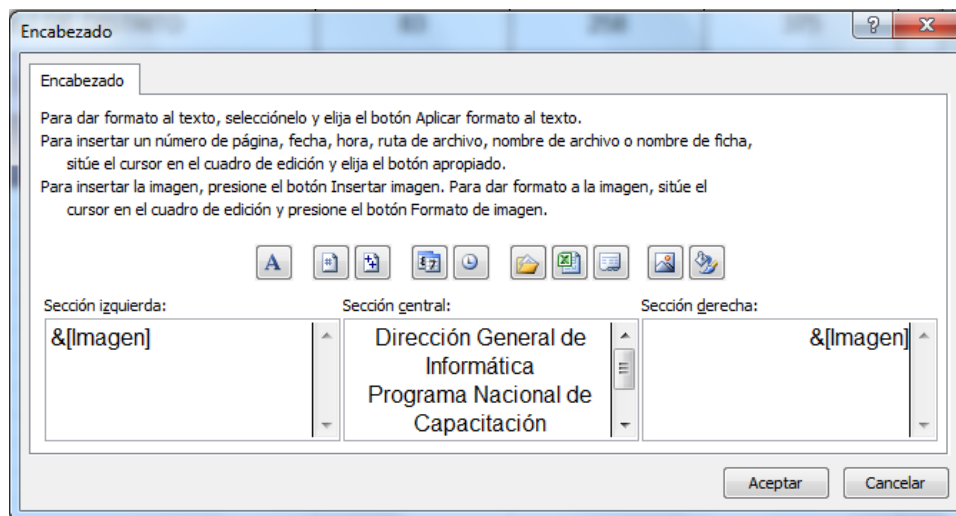 Encabezado
Encabezado
Para dar formato al texto, selecciónelo y elija el botón Aplicar formato al texto.
Para insertar un número de página, fecha, hora, ruta de archivo, nombre de archivo o nombre de ficha,
sitúe el cursor en el cuadro de edición y elija el botón apropiado.
Para insertar la imagen, presione el botón Insertar imagen. Para dar formato a la imagen, sitúe el
cursor en el cuadro de edición y presione el botón Formato de imagen.
A
Sección izquierda: Sección central: Sección derecha:
&[Imagen] Dirección General de &[Imagen]
Informática
Programa Nacional de
Capacitación
Aceptar Cancelar